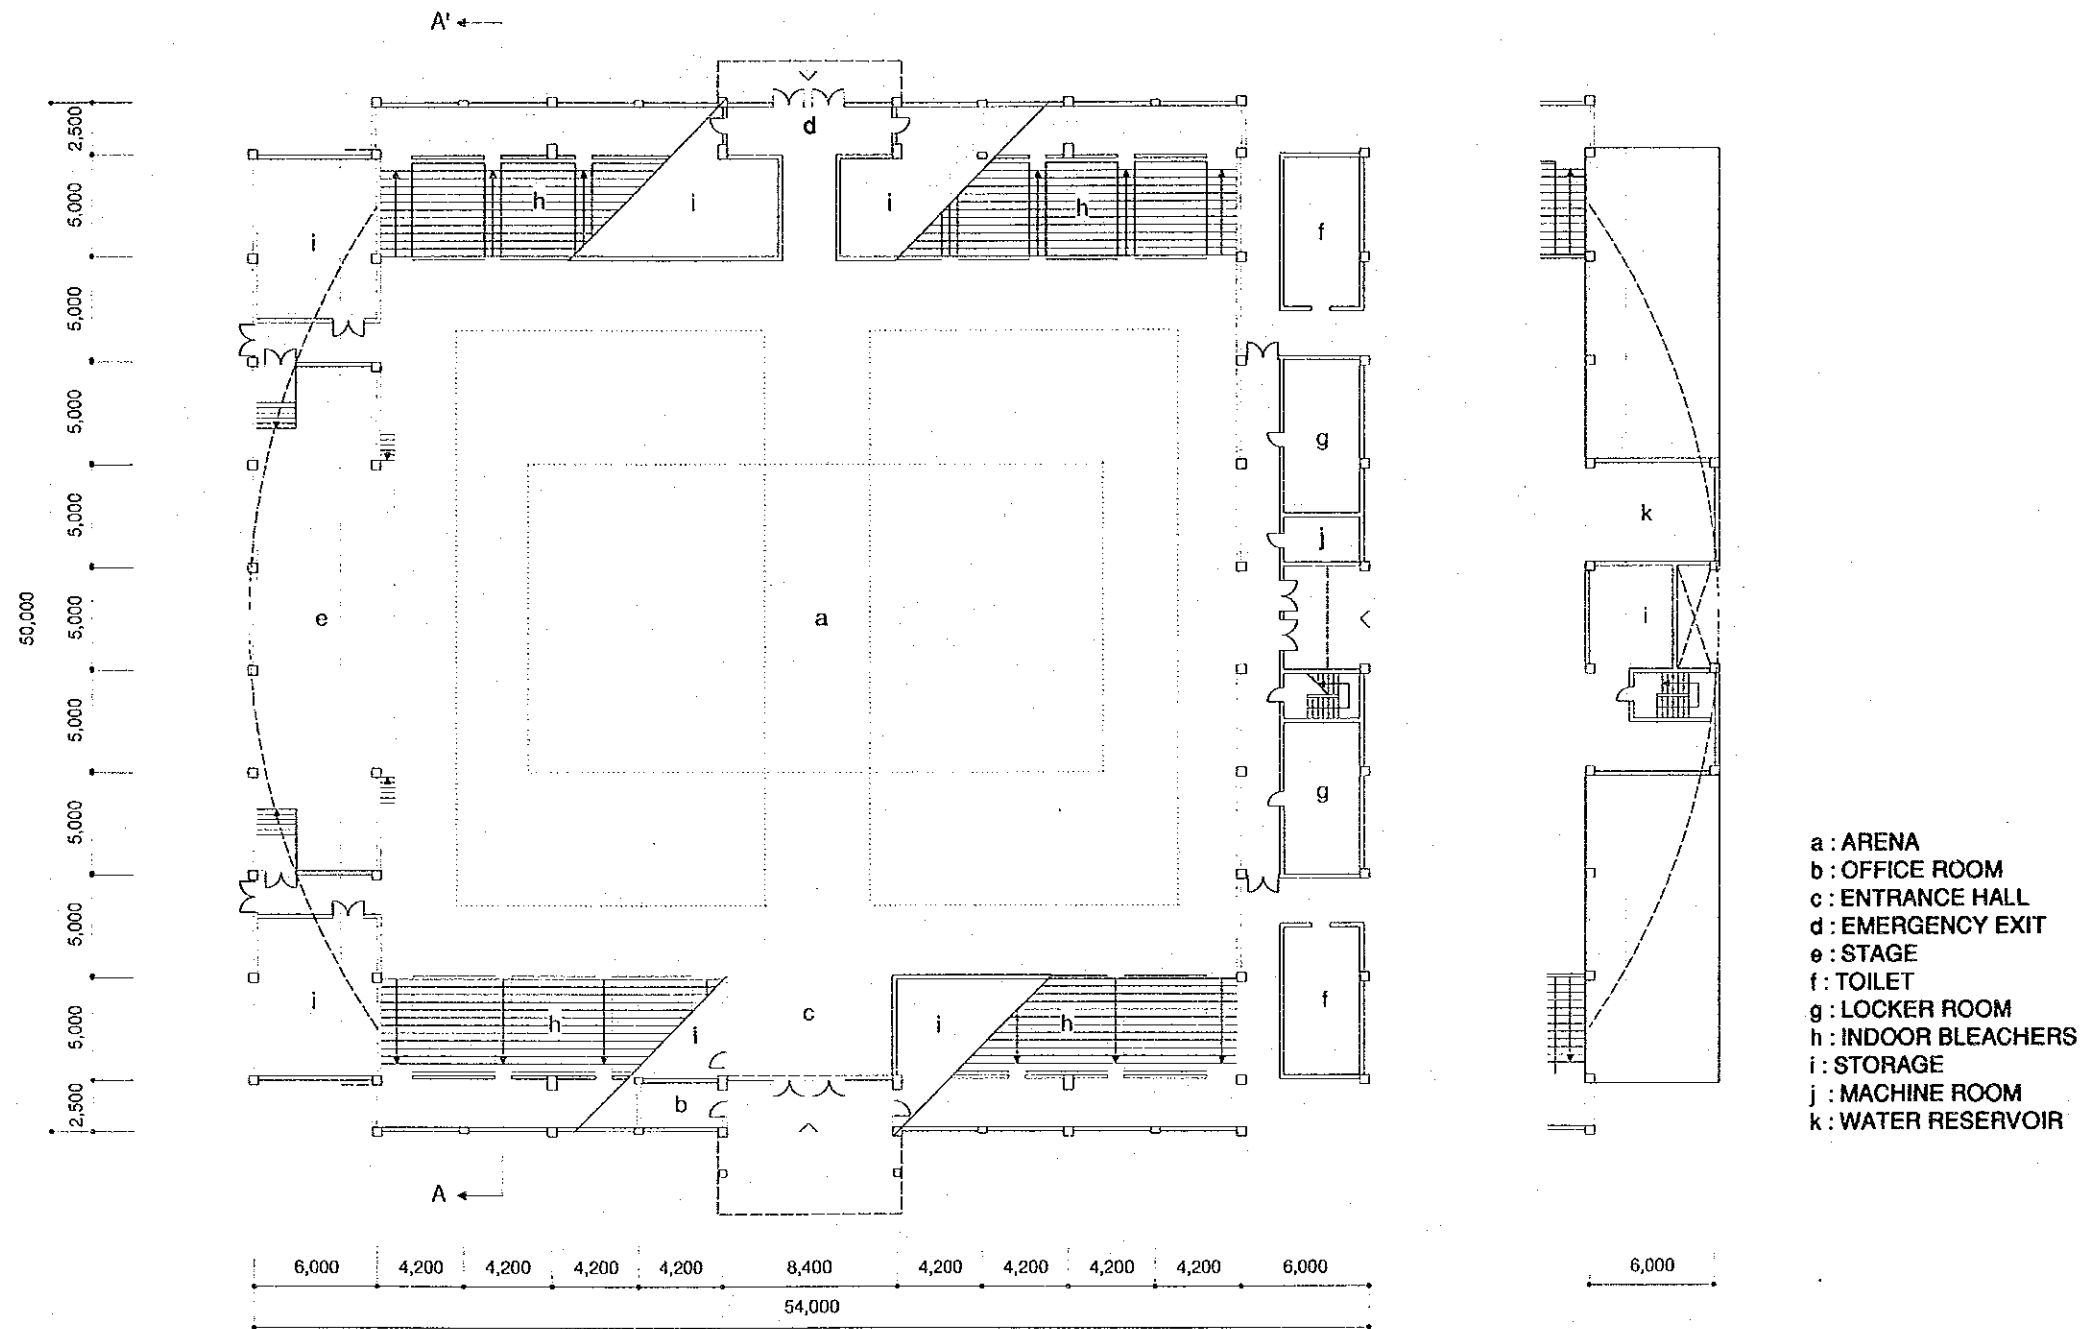 A'
2,500
d
h
i
i
h
5,000
f
i
5,000
5,000
g
5,000
k
j
50,000
5,000
e
a
i
5,000
g
5,000
5,000
a : ARENA
b : OFFICE ROOM
c : ENTRANCE HALL
d : EMERGENCY EXIT
e : STAGE
f : TOILET
g : LOCKER ROOM
h : INDOOR BLEACHERS
i : STORAGE
j : MACHINE ROOM
k : WATER RESERVOIR
i
h
i
c
i
h
f
5,000
2,500
b
A
6,000 4,200 4,200 4,200 4,200 8,400 4,200 4,200 4,200 4,200 6,000
6,000
54,000